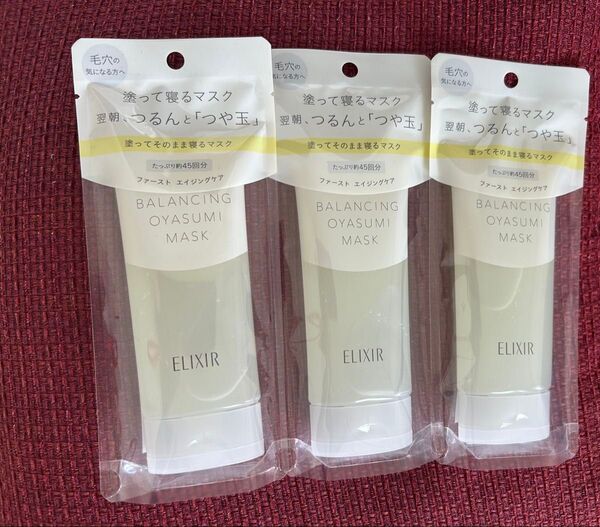 毛穴の
気になる方へ
塗って寝るマスク
翌朝、つるんと「つや玉」
塗ってそのまま寝るマスク
たっぷり約45回分
ファースト エイジングケア
BALANCING
OYASUMI
MASK
ELIXIR
毛穴の
気になる方へ
塗って寝るマスク
翌朝、つるんと「つや玉」
塗ってそのまま寝るマスク
たっぷり約45回分
ファースト エイジングケア
BALANCING
OYASUMI
MASK
ELIXIR
毛穴の
気になる方へ
塗って寝るマスク
翌朝、つるんと「つや玉」
塗ってそのまま寝るマスク
たっぷり約45回分
ファースト エイジングケア
BALANCING
OYASUMI
MASK
ELIXIR